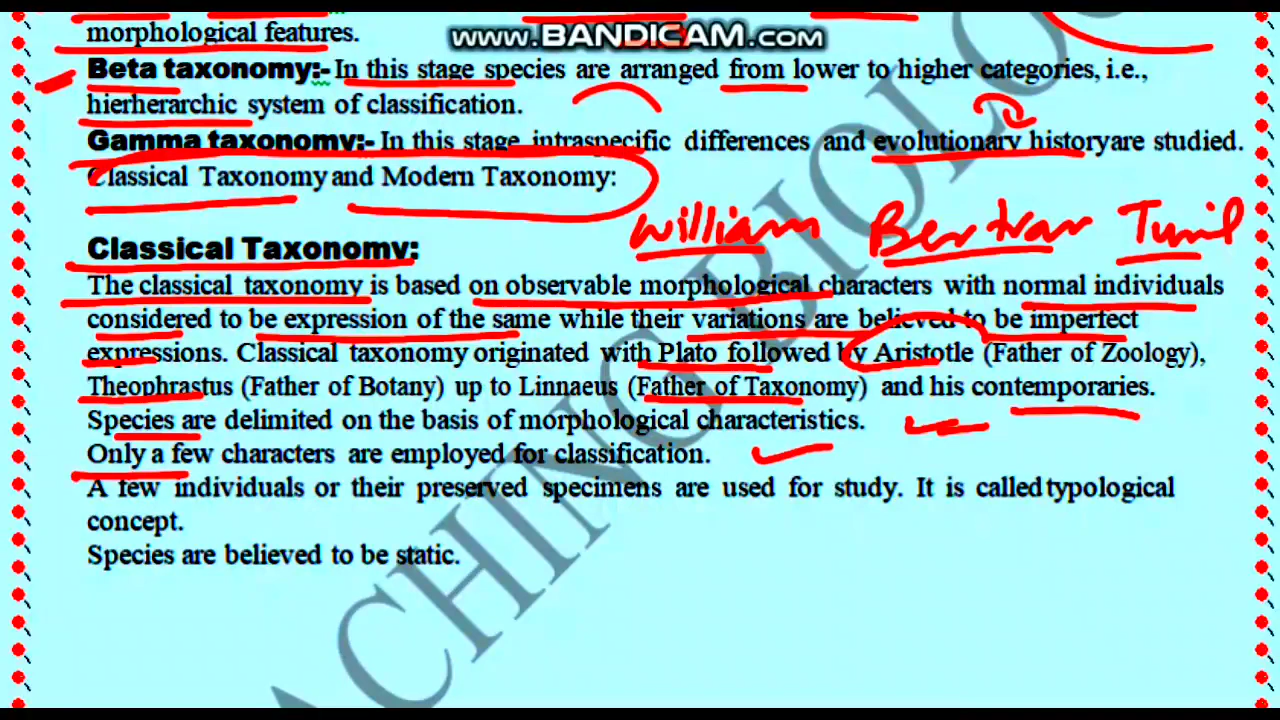 www.BANDICAM.com
morphological features.
Beta taxonomy:- In this stage species are arranged from lower to higher categories, i.e.,
hierherarchic system of classification.
Gamma taxonomy:- In this stage intraspecific differences and evolutionary historyare studied.
Classical Taxonomy and Modern Taxonomy:
William Bertran
Classical Taxonomy:
The classical taxonomy is based on observable morphological characters with normal individuals
considered to be expression of the same while their variations are believed to be imperfect
expressions. Classical taxonomy originated with Plato followed by Aristotle (Father of Zoology),
Theophrastus (Father of Botany) up to Linnaeus (Father of Taxonomy) and his contemporaries.
Species are delimited on the basis of morphological characteristics.
Only a few characters are employed for classification.
A few individuals or their preserved specimens are used for study. It is called typological
concept.
Species are believed to be static.
ACHING BIOLO